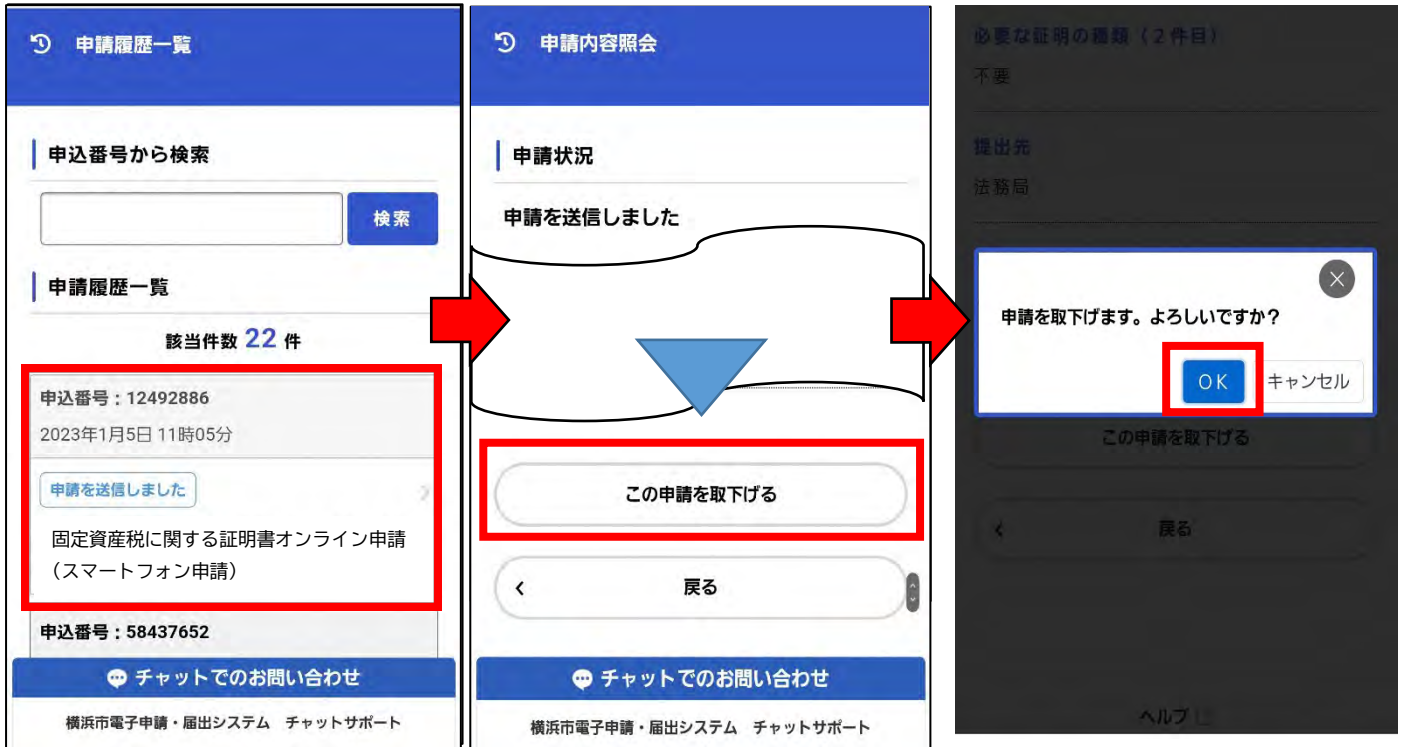 申請履歴一覧
申込番号から検索
検索
申請履歴一覧
該当件数 22 件
申込番号：12492886
2023年1月5日 11時05分
申請を送信しました
固定資産税に関する証明書オンライン申請
（スマートフォン申請）
申込番号：58437652
チャットでのお問い合わせ
横浜市電子申請・届出システム　チャットサポート
申請内容照会
申請状況
申請を送信しました
この申請を取下げる
戻る
チャットでのお問い合わせ
横浜市電子申請・届出システム　チャットサポート
必要な証明の種類（２件目）
不要
提出先
法務局
申請を取下げます。よろしいですか？
ＯＫ
キャンセル
この申請を取下げる
戻る
ヘルプ